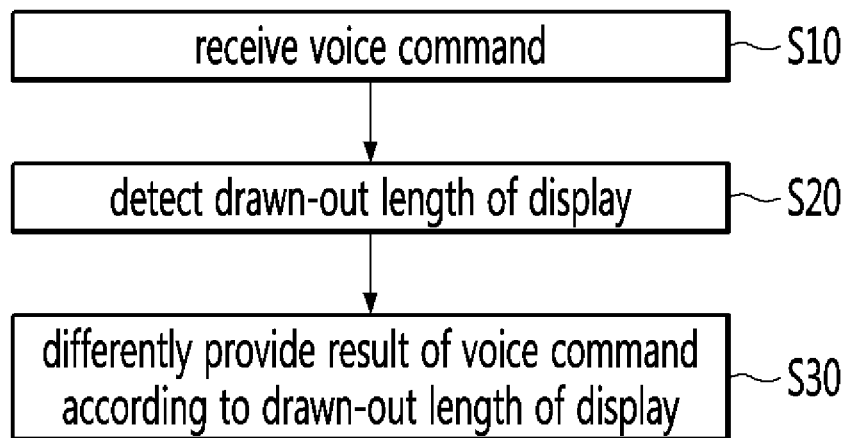 receive voice command
S10
detect drawn-out length of display
S20
differently provide result of voice command
according to drawn-out length of display
S30